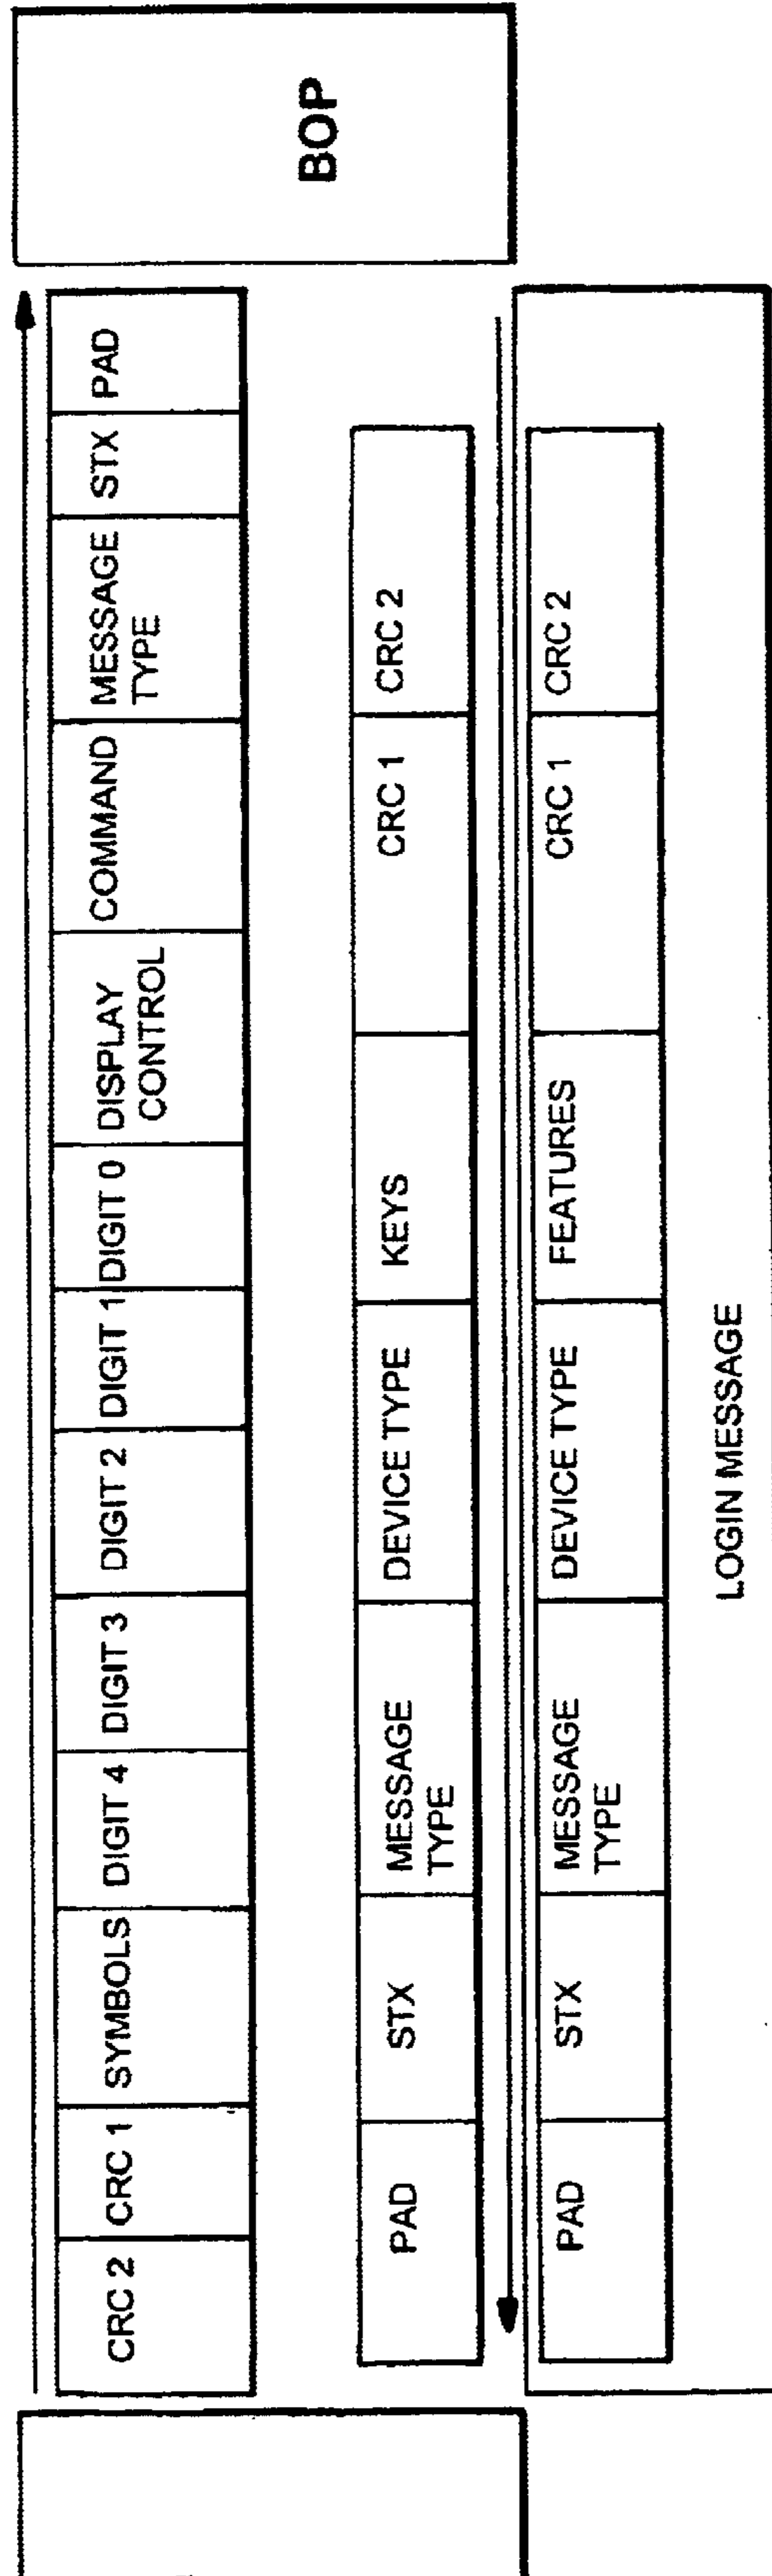 CRC 2
CRC 1
SYMBOLS
DIGIT 4
DIGIT 3
DIGIT 2
DIGIT 1
DIGIT 0
DISPLAY
CONTROL
COMMAND
MESSAGE
TYPE
STX
PAD
BOP
PAD
STX
MESSAGE
TYPE
DEVICE TYPE
KEYS
CRC 1
CRC 2
PAD
STX
MESSAGE
TYPE
DEVICE TYPE
FEATURES
CRC 1
CRC 2
LOGIN MESSAGE